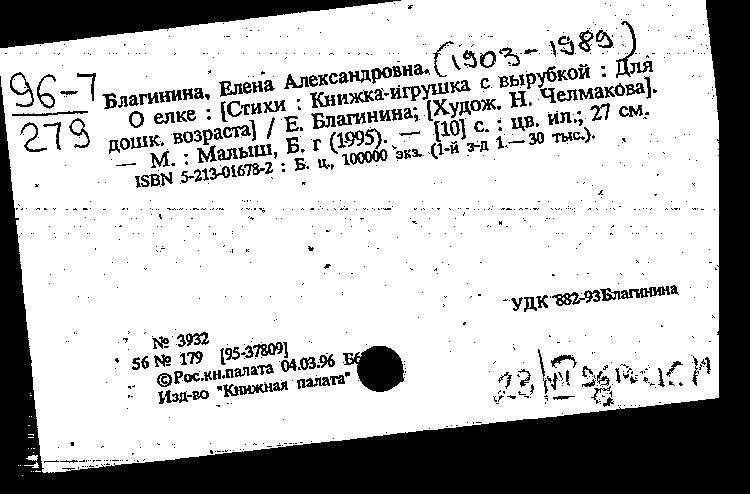 96-7
279
Благинина, Елена Александровна. (1903-1989)
О елке : [Стихи : Книжка-игрушка с вырубкой : Для
дошк. возраста] / Е. Благинина; [Худож. Н. Челмакова].
— М. : Малыш, Б. г (1995). — [10] с. : цв. ил.; 27 см.
ISBN 5-213-01678-2 : Б. ц., 100000 экз. (1-й з-д 1 — 30 тыс.).
УДК 882-93Благинина
№ 3932
56 № 179 [95-37809]
©Рос.кн.палата 04.03.96
Изд-во "Книжная палата"
23/VII 96